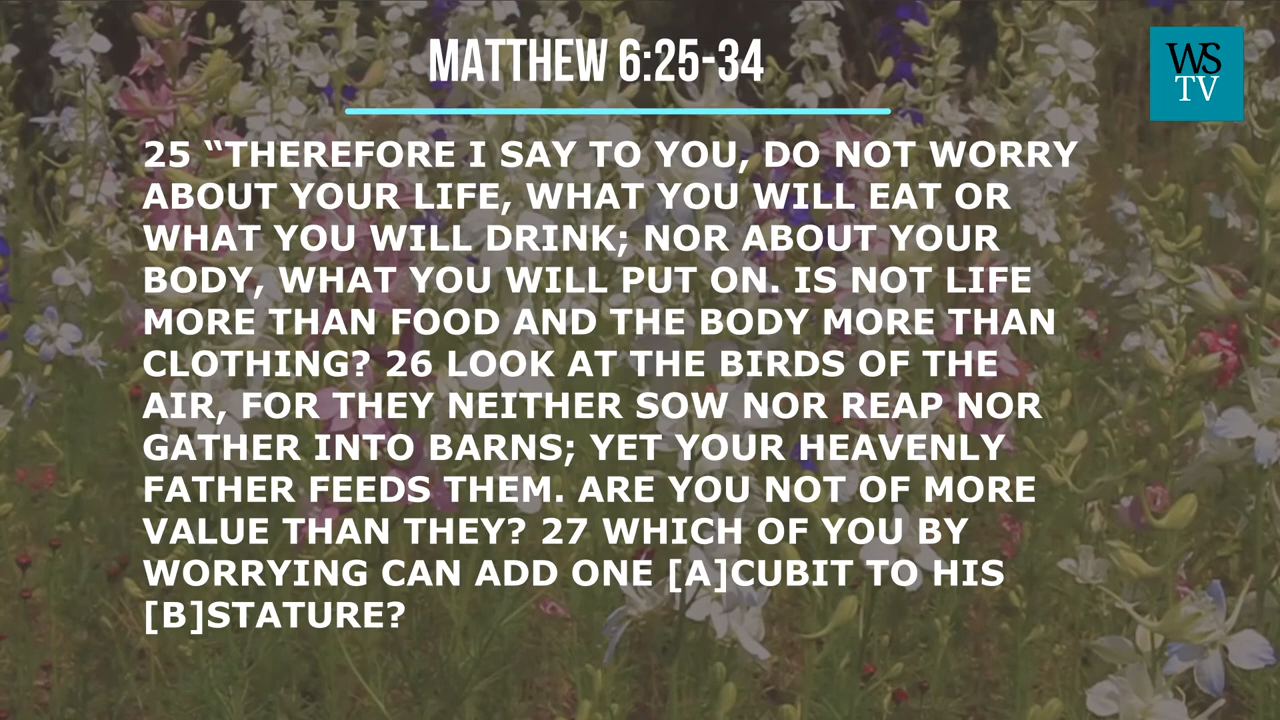 MATTHEW 6:25-34
WS
TV
25 “THEREFORE I SAY TO YOU, DO NOT WORRY
ABOUT YOUR LIFE, WHAT YOU WILL EAT OR
WHAT YOU WILL DRINK; NOR ABOUT YOUR
BODY, WHAT YOU WILL PUT ON. IS NOT LIFE
MORE THAN FOOD AND THE BODY MORE THAN
CLOTHING? 26 LOOK AT THE BIRDS OF THE
AIR, FOR THEY NEITHER SOW NOR REAP NOR
GATHER INTO BARNS; YET YOUR HEAVENLY
FATHER FEEDS THEM. ARE YOU NOT OF MORE
VALUE THAN THEY? 27 WHICH OF YOU BY
WORRYING CAN ADD ONE [A]CUBIT TO HIS
[B]STATURE?